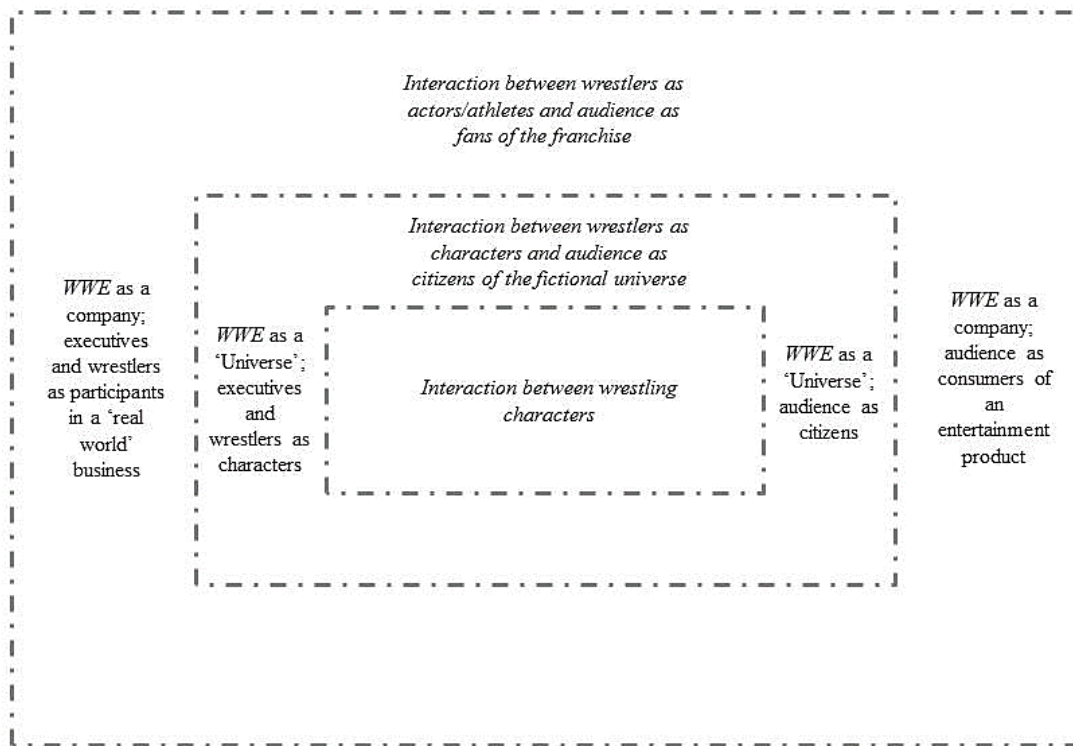 Interaction between wrestlers as
actors/athletes and audience as
fans of the franchise
Interaction between wrestlers as
characters and audience as
citizens of the fictional universe
WWE as a
company;
executives
and wrestlers
as participants
in a ‘real
world’
business
WWE as a
‘Universe’;
executives
and
wrestlers as
characters
Interaction between wrestling
characters
WWE as a
‘Universe’;
audience as
citizens
WWE as a
company;
audience as
consumers of
an
entertainment
product